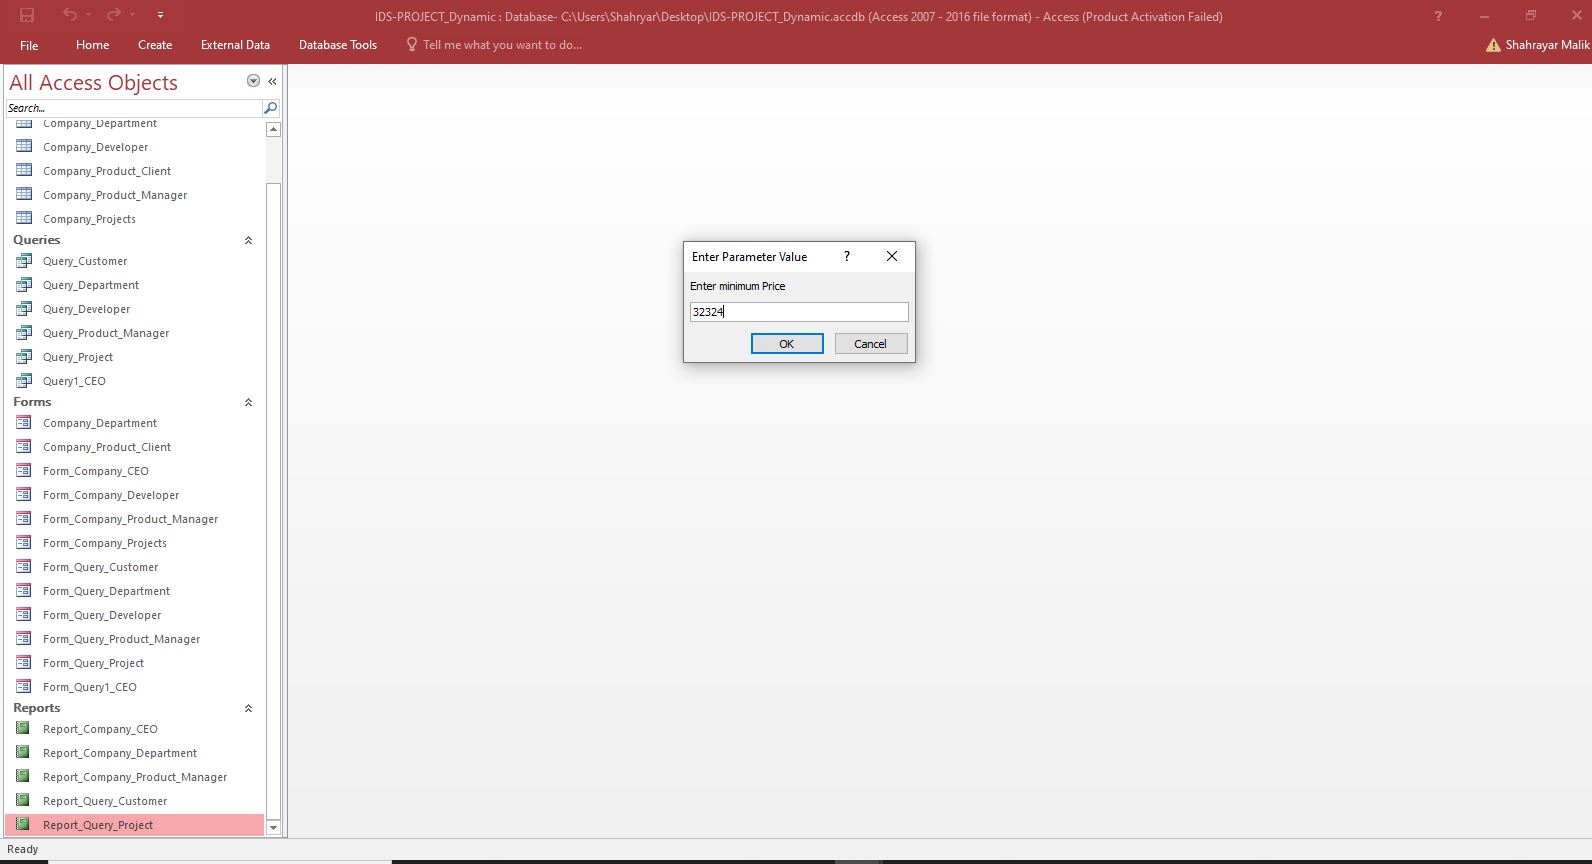 IDS-PROJECT_Dynamic : Database- C:\Users\Shahryar\Desktop\IDS-PROJECT_Dynamic.accdb (Access 2007 - 2016 file format) - Access (Product Activation Failed)
?
File Home Create External Data Database Tools Tell me what you want to do...
Shahrayar Malik
All Access Objects
Search...
Company_Department
Company_Developer
Company_Product_Client
Company_Product_Manager
Company_Projects
Queries
Query_Customer
Query_Department
Query_Developer
Query_Product_Manager
Query_Project
Query1_CEO
Forms
Company_Department
Company_Product_Client
Form_Company_CEO
Form_Company_Developer
Form_Company_Product_Manager
Form_Company_Projects
Form_Query_Customer
Form_Query_Department
Form_Query_Developer
Form_Query_Product_Manager
Form_Query_Project
Form_Query1_CEO
Reports
Report_Company_CEO
Report_Company_Department
Report_Company_Product_Manager
Report_Query_Customer
Report_Query_Project
Enter Parameter Value ?
Enter minimum Price
32324
OK Cancel
Ready